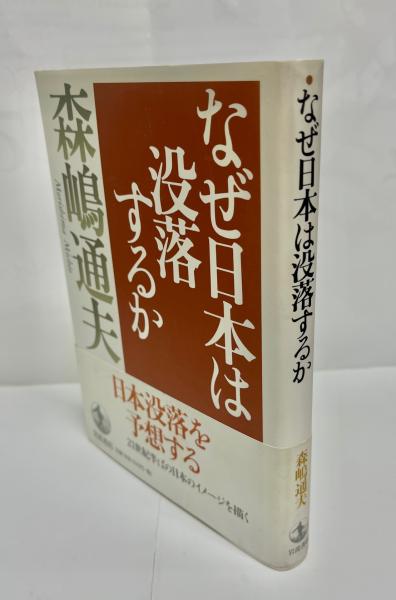 なぜ日本は
没落
するか
森嶋通夫
Morishima Michio
日本没落を
予想する
21世紀半ばの日本のイメージを描く
岩波書店
なぜ日本は没落するか
森嶋通夫
岩波書店